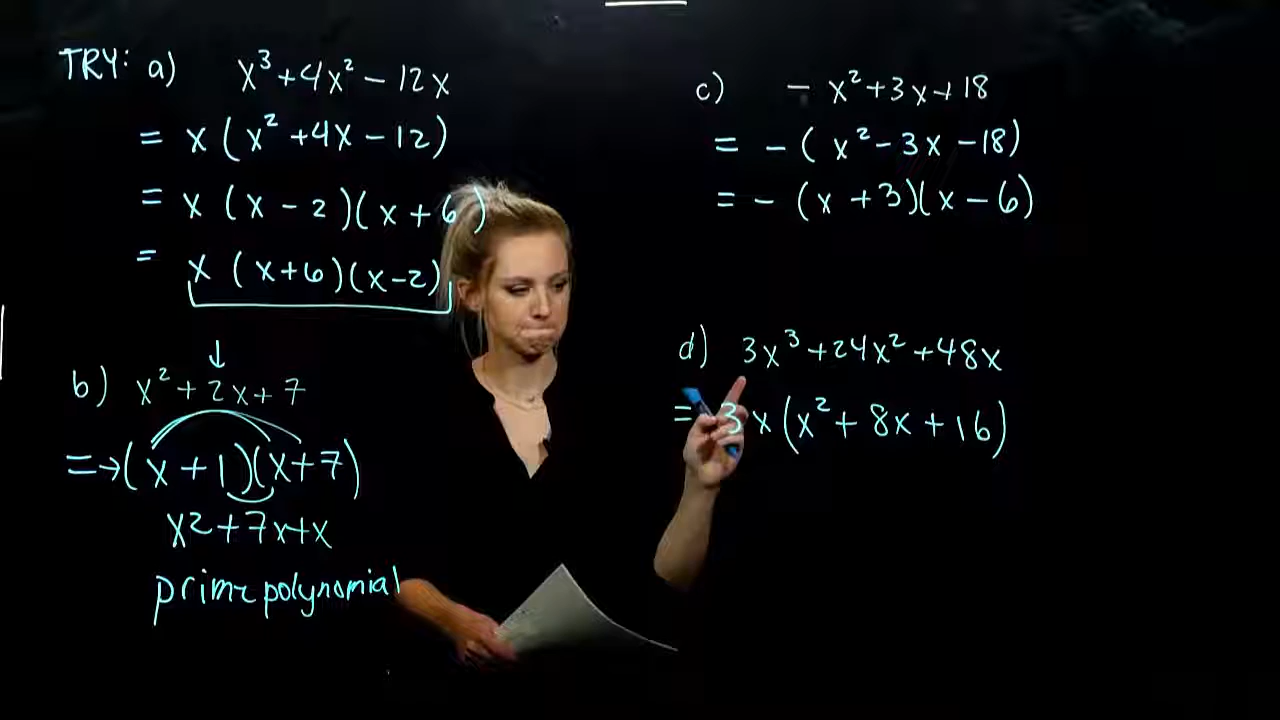 TRY: a) x³+4x²-12x
= x(x²+4x-12)
= x(x-2)(x+6)
= x(x+6)(x-2)
b) x²+2x+7
=→(x+1)(x+7)
x2+7x+x
prime polynomial
c) -x²+3x+18
= -(x²-3x-18)
= -(x+3)(x-6)
d) 3x³+24x²+48x
= 3x(x²+8x+16)